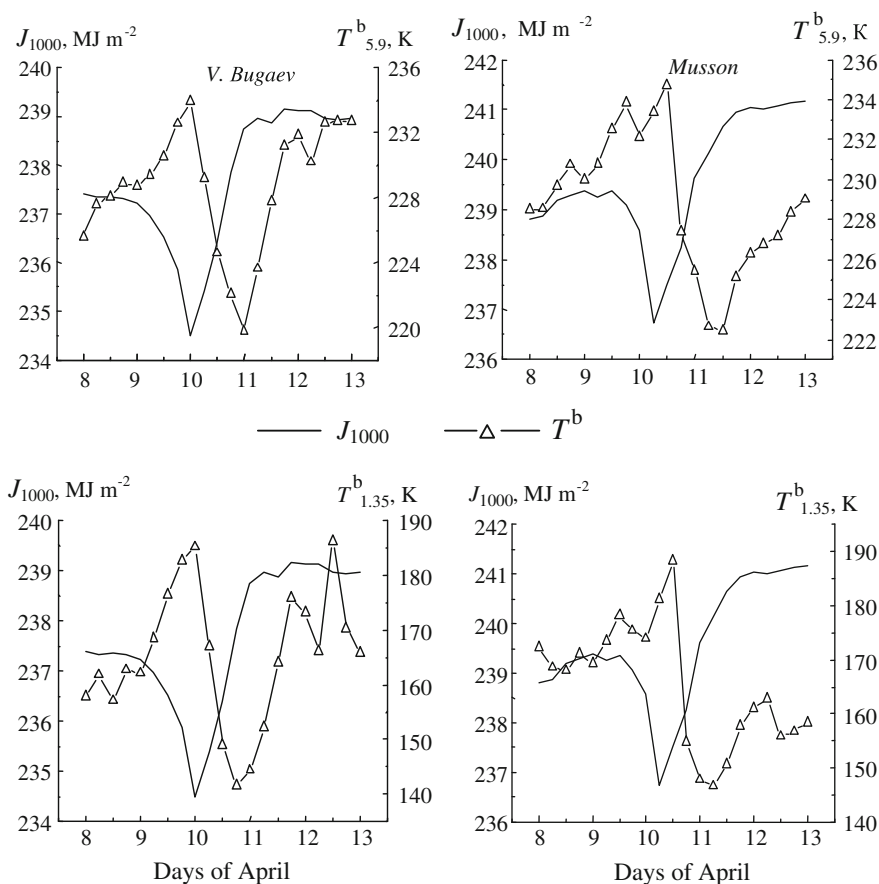 J1000, MJ m-2
T^b 5.9, K
V. Bugaev
240
239
238
237
236
235
234
236
232
228
224
220
8 9 10 11 12 13
J1000, MJ m -2
T^b 5.9, K
Musson
242
241
240
239
238
237
236
236
234
232
230
228
226
224
222
8 9 10 11 12 13
J1000
T^b
J1000, MJ m-2
T^b 1.35, K
240
239
238
237
236
235
234
190
180
170
160
150
140
8 9 10 11 12 13
Days of April
J1000, MJ m-2
T^b 1.35, K
242
241
240
239
238
237
236
190
180
170
160
150
140
8 9 10 11 12 13
Days of April